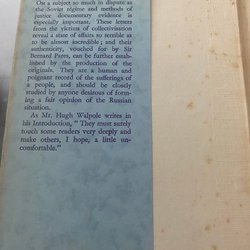 On a subject so much in dispute as
the Soviet régime and methods of
justice documentary evidence is
especially important. These letters
from the victims of collectivisation
reveal a state of affairs so terrible as
to be almost incredible; and their
authenticity, vouched for by Sir
Bernard Pares, can be further estab-
lished by the production of the
originals. They are a human and
poignant record of the sufferings of
a people, and should be closely
studied by anyone desirous of form-
ing a fair opinion of the Russian
situation.
As Mr. Hugh Walpole writes in
his Introduction, "They must surely
touch some readers very deeply and
make others, I hope, a little un-
comfortable."